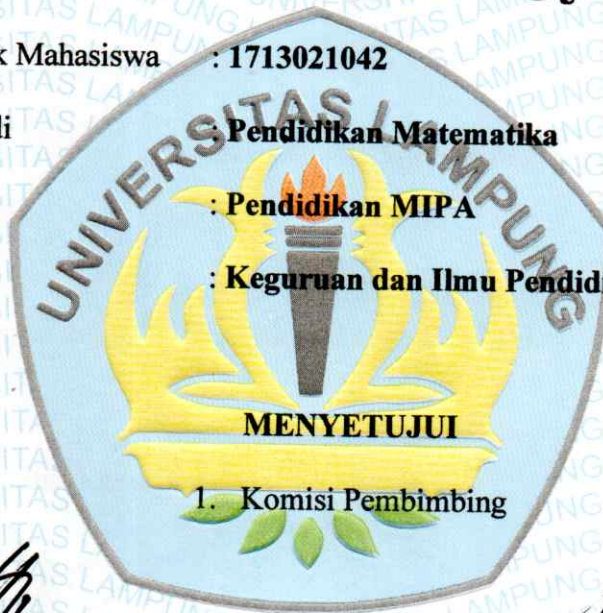 k Mahasiswa : 1713021042
di : Pendidikan Matematika
: Pendidikan MIPA
: Keguruan dan Ilmu Pendidi
MENYETUJUI
1. Komisi Pembimbing
UNIVERSITAS LAMPUNG